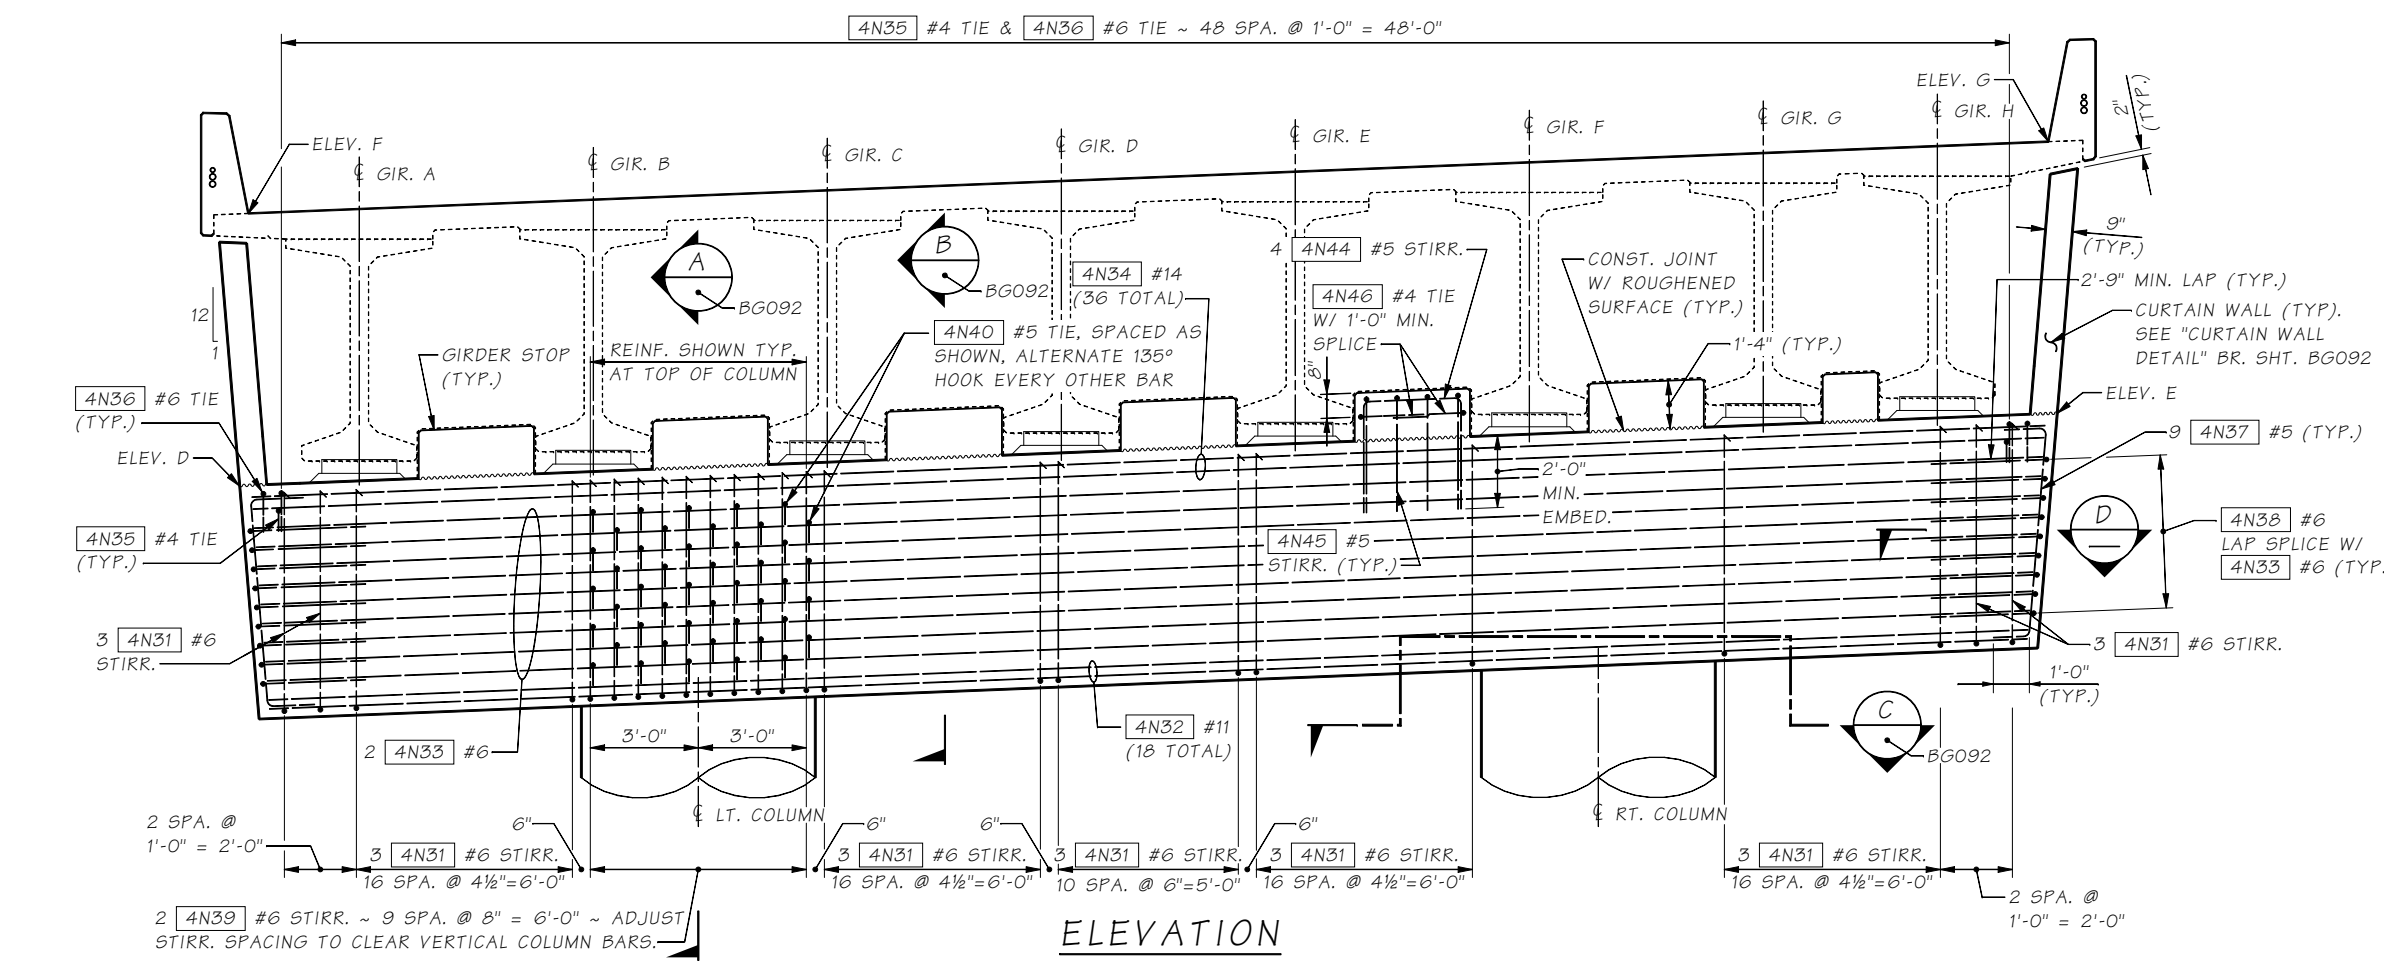 4N35 #4 TIE & 4N36 #6 TIE ~ 48 SPA. @ 1'-0" = 48'-0"
ELEV. G
2"
(TYP.)
ELEV. F
℄ GIR. A
℄ GIR. B
℄ GIR. C
℄ GIR. D
℄ GIR. E
℄ GIR. F
℄ GIR. G
℄ GIR. H
A
BG092
B
BG092
4N34 #14
(36 TOTAL)
4 4N44 #5 STIRR.
4N46 #4 TIE
W/ 1'-0" MIN.
SPLICE
8"
CONST. JOINT
W/ ROUGHENED
SURFACE (TYP.)
1'-4" (TYP.)
9"
(TYP.)
2'-9" MIN. LAP (TYP.)
CURTAIN WALL (TYP).
SEE "CURTAIN WALL
DETAIL" BR. SHT. BG092
ELEV. E
12
1
GIRDER STOP
(TYP.)
REINF. SHOWN TYP.
AT TOP OF COLUMN
4N40 #5 TIE, SPACED AS
SHOWN, ALTERNATE 135°
HOOK EVERY OTHER BAR
4N36 #6 TIE
(TYP.)
ELEV. D
4N35 #4 TIE
(TYP.)
3 4N31 #6
STIRR.
9 4N37 #5 (TYP.)
2'-0"
MIN.
EMBED.
4N45 #5
STIRR. (TYP.)
D
4N38 #6
LAP SPLICE W/
4N33 #6 (TYP.
3 4N31 #6 STIRR.
1'-0"
(TYP.)
2 4N33 #6
3'-0"
3'-0"
4N32 #11
(18 TOTAL)
C
BG092
℄ LT. COLUMN
℄ RT. COLUMN
2 SPA. @
1'-0" = 2'-0"
6"
6"
6"
6"
3 4N31 #6 STIRR.
16 SPA. @ 4½"=6'-0"
3 4N31 #6 STIRR.
16 SPA. @ 4½"=6'-0"
3 4N31 #6 STIRR.
10 SPA. @ 6"=5'-0"
3 4N31 #6 STIRR.
16 SPA. @ 4½"=6'-0"
3 4N31 #6 STIRR.
16 SPA. @ 4½"=6'-0"
2 SPA. @
1'-0" = 2'-0"
2 4N39 #6 STIRR. ~ 9 SPA. @ 8" = 6'-0" ~ ADJUST
STIRR. SPACING TO CLEAR VERTICAL COLUMN BARS.
ELEVATION